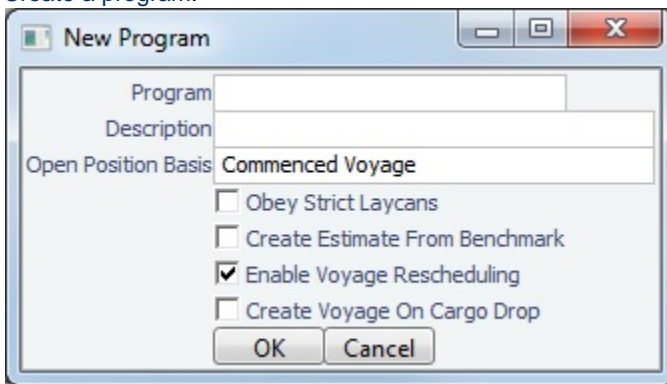 Create a program.
New Program
Program
Description
Open Position Basis Commenced Voyage
Obey Strict Laycans
Create Estimate From Benchmark
Enable Voyage Rescheduling
Create Voyage On Cargo Drop
OK Cancel